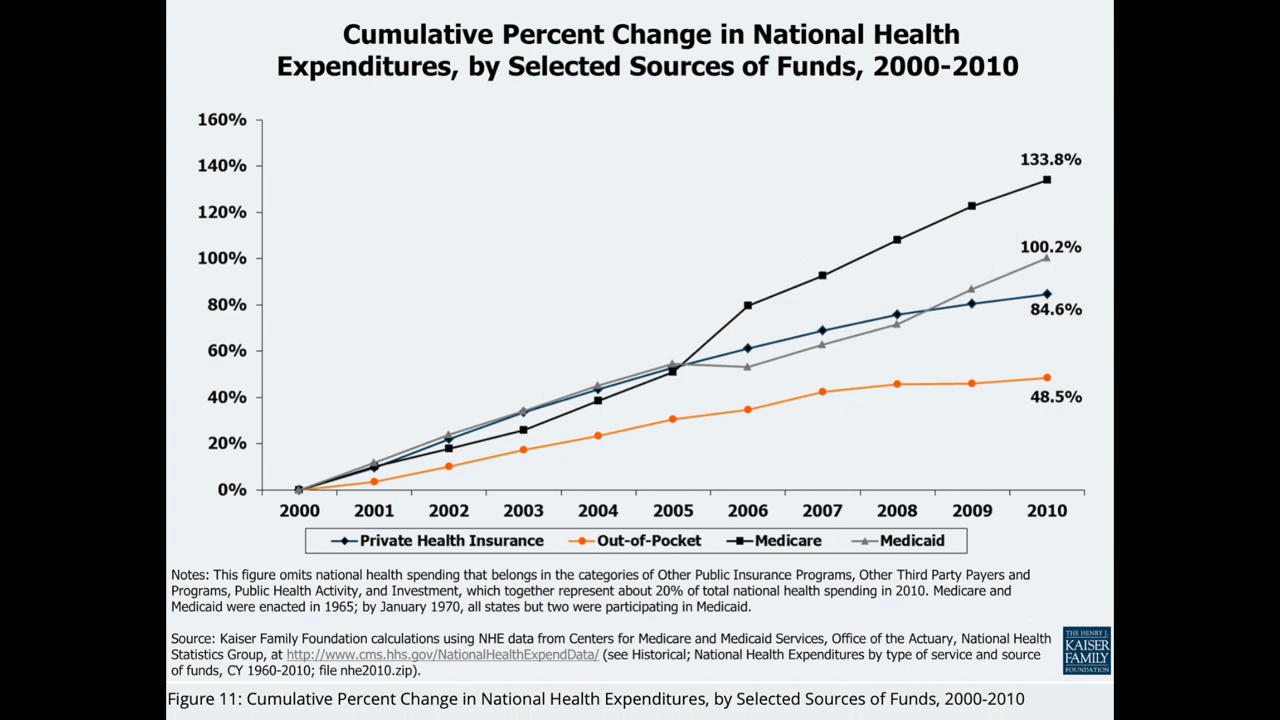 Cumulative Percent Change in National Health
Expenditures, by Selected Sources of Funds, 2000-2010
160%
140%
120%
100%
80%
60%
40%
20%
0%
133.8%
100.2%
84.6%
48.5%
2000 2001 2002 2003 2004 2005 2006 2007 2008 2009 2010
Private Health Insurance Out-of-Pocket Medicare Medicaid
Notes: This figure omits national health spending that belongs in the categories of Other Public Insurance Programs, Other Third Party Payers and
Programs, Public Health Activity, and Investment, which together represent about 20% of total national health spending in 2010. Medicare and
Medicaid were enacted in 1965; by January 1970, all states but two were participating in Medicaid.
Source: Kaiser Family Foundation calculations using NHE data from Centers for Medicare and Medicaid Services, Office of the Actuary, National Health
Statistics Group, at http://www.cms.hhs.gov/NationalHealthExpendData/ (see Historical; National Health Expenditures by type of service and source
of funds, CY 1960-2010; file nhe2010.zip).
THE HENRY J.
KAISER
FAMILY
FOUNDATION
Figure 11: Cumulative Percent Change in National Health Expenditures, by Selected Sources of Funds, 2000-2010